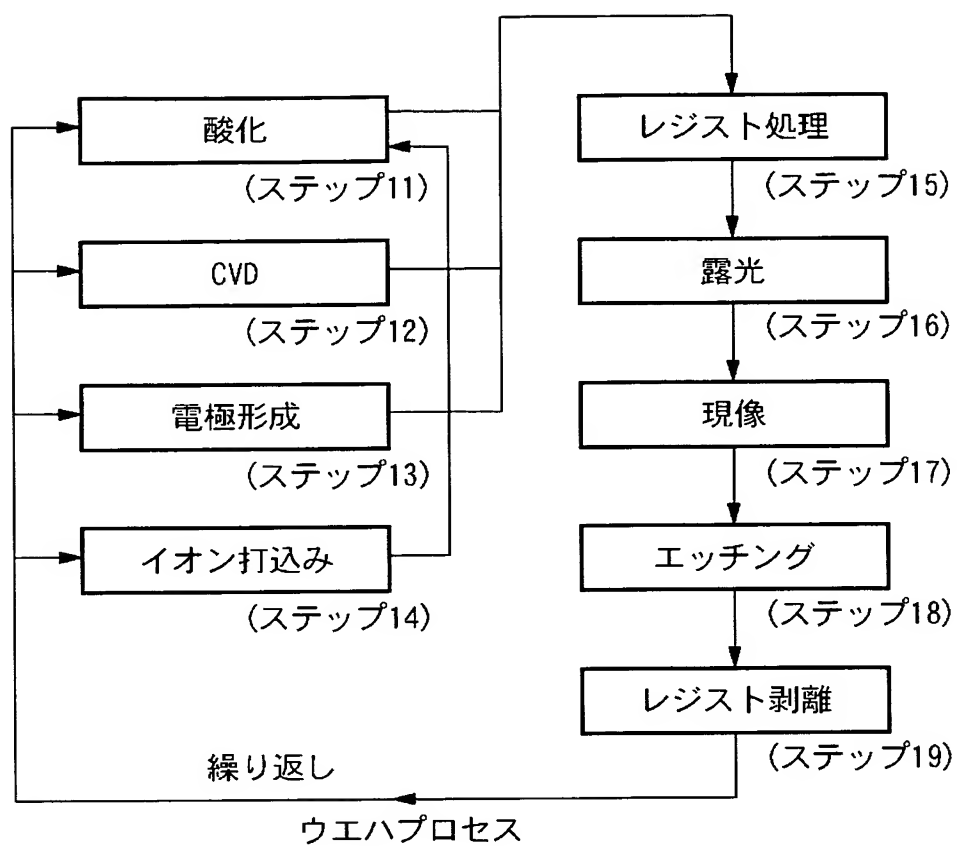 酸化
(ステップ11)
CVD
(ステップ12)
電極形成
(ステップ13)
イオン打込み
(ステップ14)
レジスト処理
(ステップ15)
露光
(ステップ16)
現像
(ステップ17)
エッチング
(ステップ18)
レジスト剥離
(ステップ19)
繰り返し
ウエハプロセス